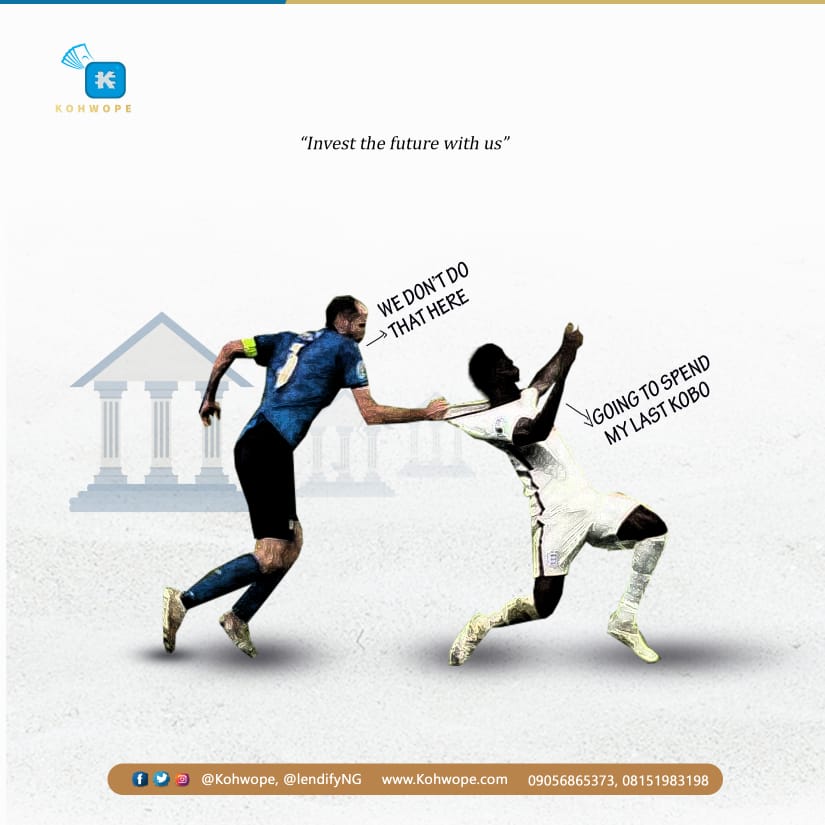 KOHWOPE
“Invest the future with us”
WE DON'T DO
THAT HERE
GOING TO SPEND
MY LAST KOBO
@Kohwope, @lendifyNG www.Kohwope.com 09056865373, 08151983198